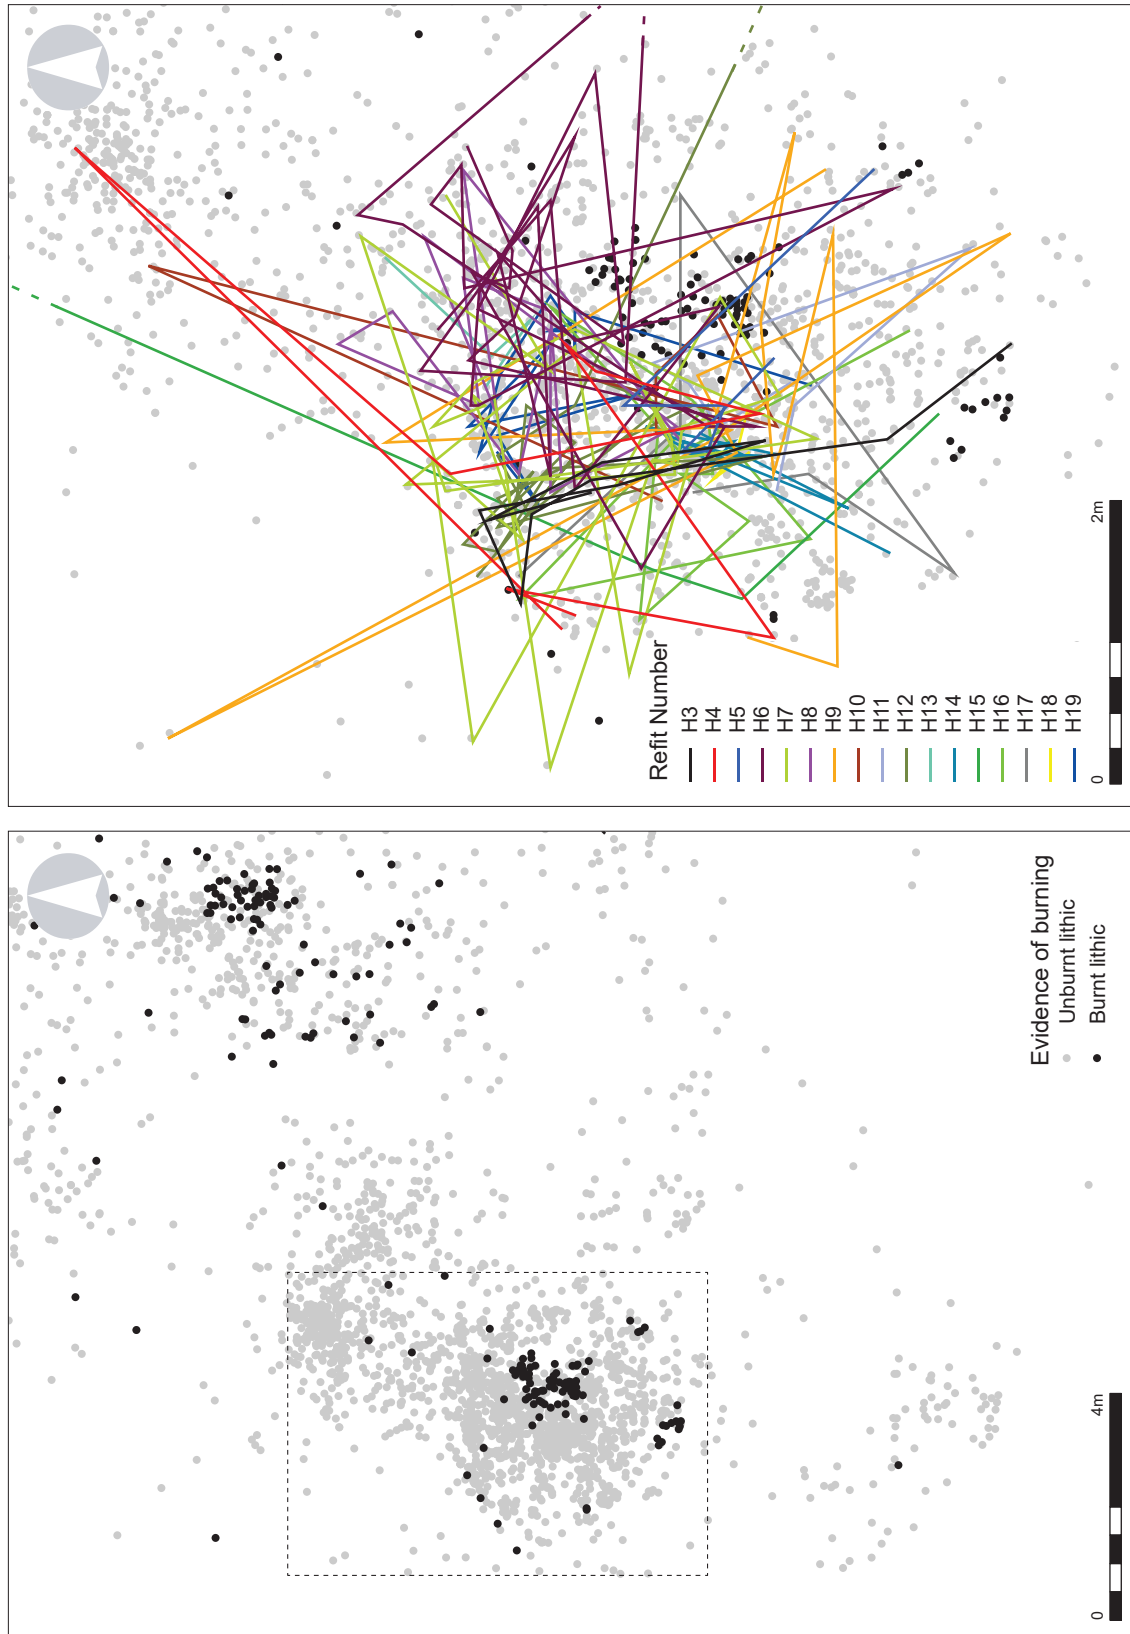 Refit Number
H3
H4
H5
H6
H7
H8
H9
H10
H11
H12
H13
H14
H15
H16
H17
H18
H19
0
2m
Evidence of burning
Unburnt lithic
Burnt lithic
0
4m